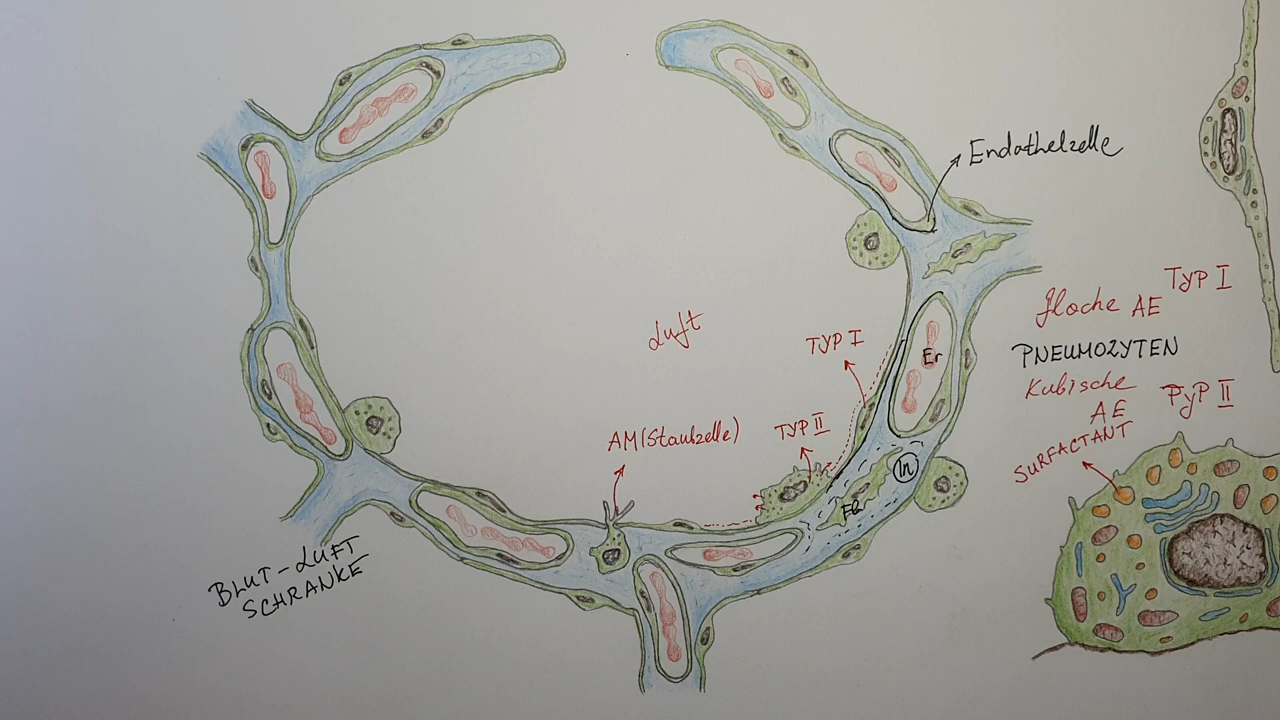 Endothelzelle
TYP I
flache AE
PNEUMOZYTEN
Kubische
AE
PyP II
SURFACTANT
Luft
TYP I
Er
AM(Staubzelle)
TYP II
In
Fb
BLUT-LUFT
SCHRANKE